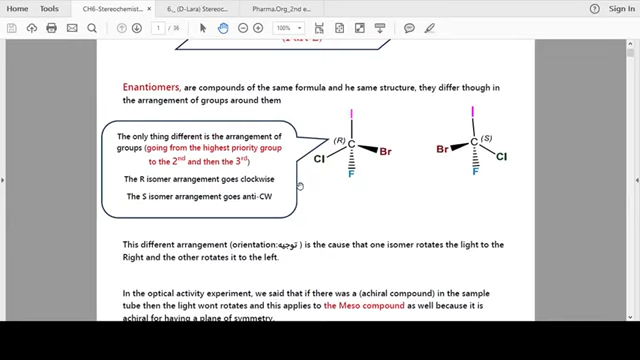 Home
Tools
CH6-Stereochemist...
6_, (D-Lara) Stereoc...
Pharma.Org_2nd e...
Sign In
1
/ 36
100%
Enantiomers, are compounds of the same formula and he same structure, they differ though in
the arrangement of groups around them
The only thing different is the arrangement of
groups (going from the highest priority group
to the 2nd and then the 3rd)
The R isomer arrangement goes clockwise
The S isomer arrangement goes anti-CW
I
(R)
C
Cl
Br
F
I
(S)
C
Br
Cl
F
This different arrangement (orientation:توجيه ) is the cause that one isomer rotates the light to the
Right and the other rotates it to the left.
In the optical activity experiment, we said that if there was a (achiral compound) in the sample
tube then the light wont rotates and this applies to the Meso compound as well because it is
achiral for having a plane of symmetry.